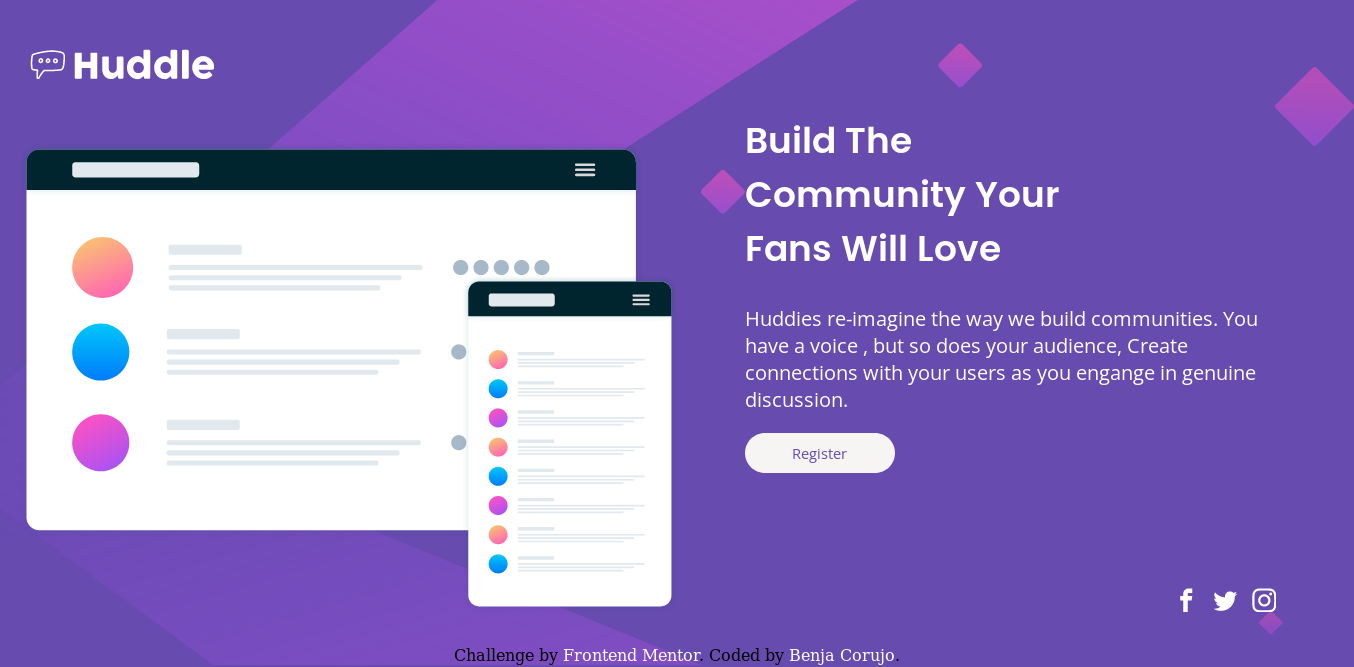 Huddle
Build The
Community Your
Fans Will Love
Huddies re-imagine the way we build communities. You
have a voice , but so does your audience, Create
connections with your users as you engange in genuine
discussion.
Register
Challenge by Frontend Mentor. Coded by Benja Corujo.